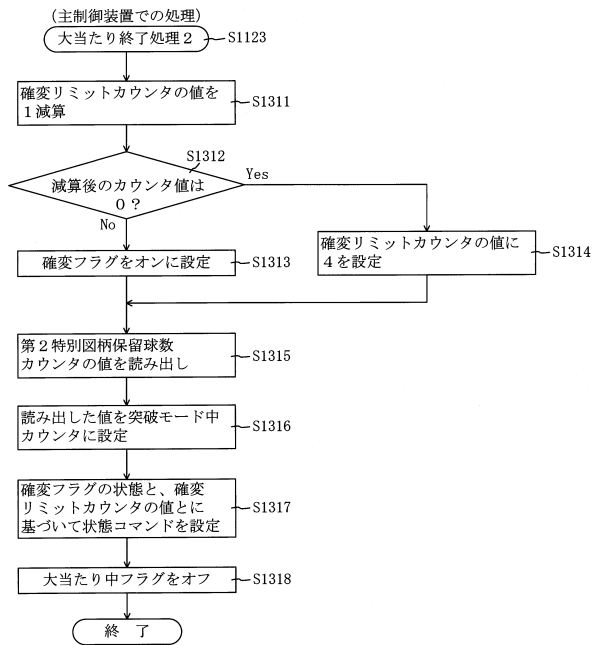 (主制御装置での処理)
大当たり終了処理2
S1123
確変リミットカウンタの値を
1減算
S1311
S1312
減算後のカウンタ値は
0?
Yes
No
確変フラグをオンに設定
S1313
確変リミットカウンタの値に
4を設定
S1314
第2特別図柄保留球数
カウンタの値を読み出し
S1315
読み出した値を突破モード中
カウンタに設定
S1316
確変フラグの状態と、確変
リミットカウンタの値とに
基づいて状態コマンドを設定
S1317
大当たり中フラグをオフ
S1318
終 了